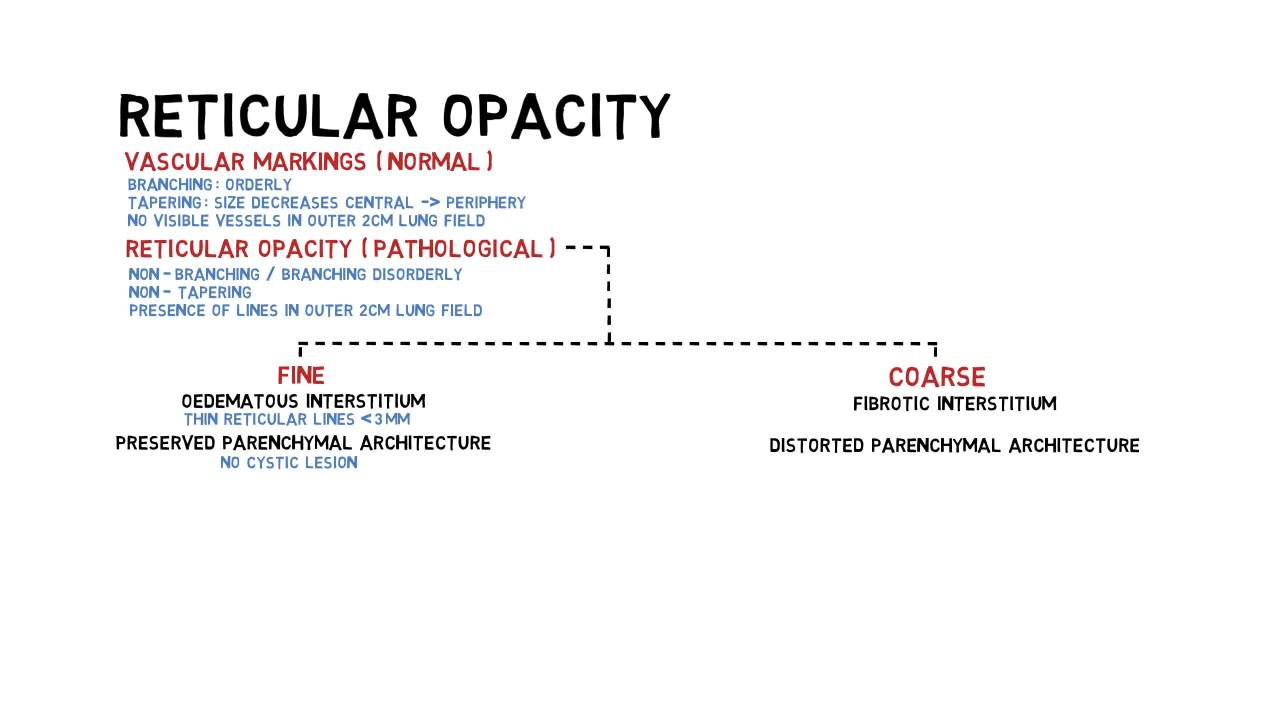 RETICULAR OPACITY
VASCULAR MARKINGS (NORMAL)
BRANCHING: ORDERLY
TAPERING: SIZE DECREASES CENTRAL -> PERIPHERY
NO VISIBLE VESSELS IN OUTER 2CM LUNG FIELD
RETICULAR OPACITY (PATHOLOGICAL)
NON-BRANCHING / BRANCHING DISORDERLY
NON- TAPERING
PRESENCE OF LINES IN OUTER 2CM LUNG FIELD
FINE
OEDEMATOUS INTERSTITIUM
THIN RETICULAR LINES <3MM
PRESERVED PARENCHYMAL ARCHITECTURE
NO CYSTIC LESION
COARSE
FIBROTIC INTERSTITIUM
DISTORTED PARENCHYMAL ARCHITECTURE